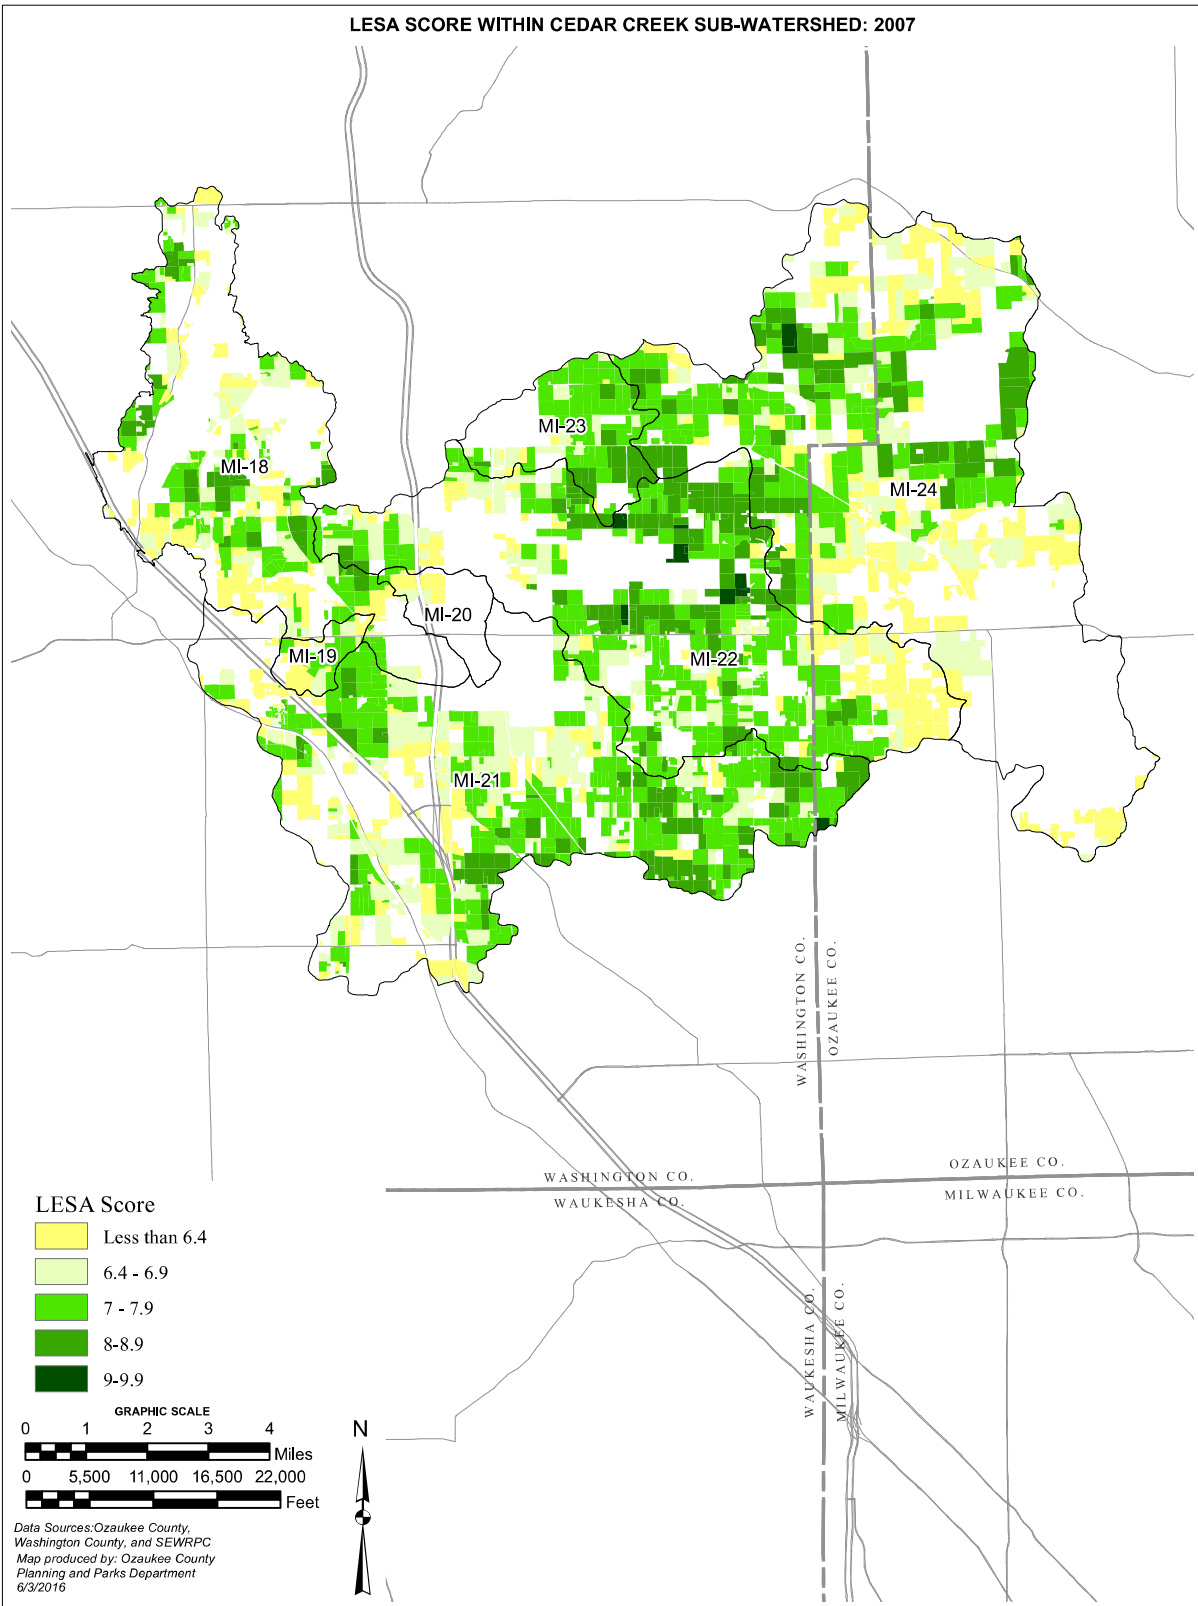 LESA SCORE WITHIN CEDAR CREEK SUB-WATERSHED: 2007
MI-23
MI-18
MI-24
MI-20
MI-19
MI-22
MI-21
WASHINGTON CO.
OZAUKEE CO.
WASHINGTON CO.
WAUKESHA CO.
OZAUKEE CO.
MILWAUKEE CO.
WAUKESHA CO.
MILWAUKEE CO.
LESA Score
Less than 6.4
6.4 - 6.9
7 - 7.9
8-8.9
9-9.9
GRAPHIC SCALE
0 1 2 3 4
Miles
0 5,500 11,000 16,500 22,000
Feet
N
Data Sources:Ozaukee County,
Washington County, and SEWRPC
Map produced by: Ozaukee County
Planning and Parks Department
6/3/2016